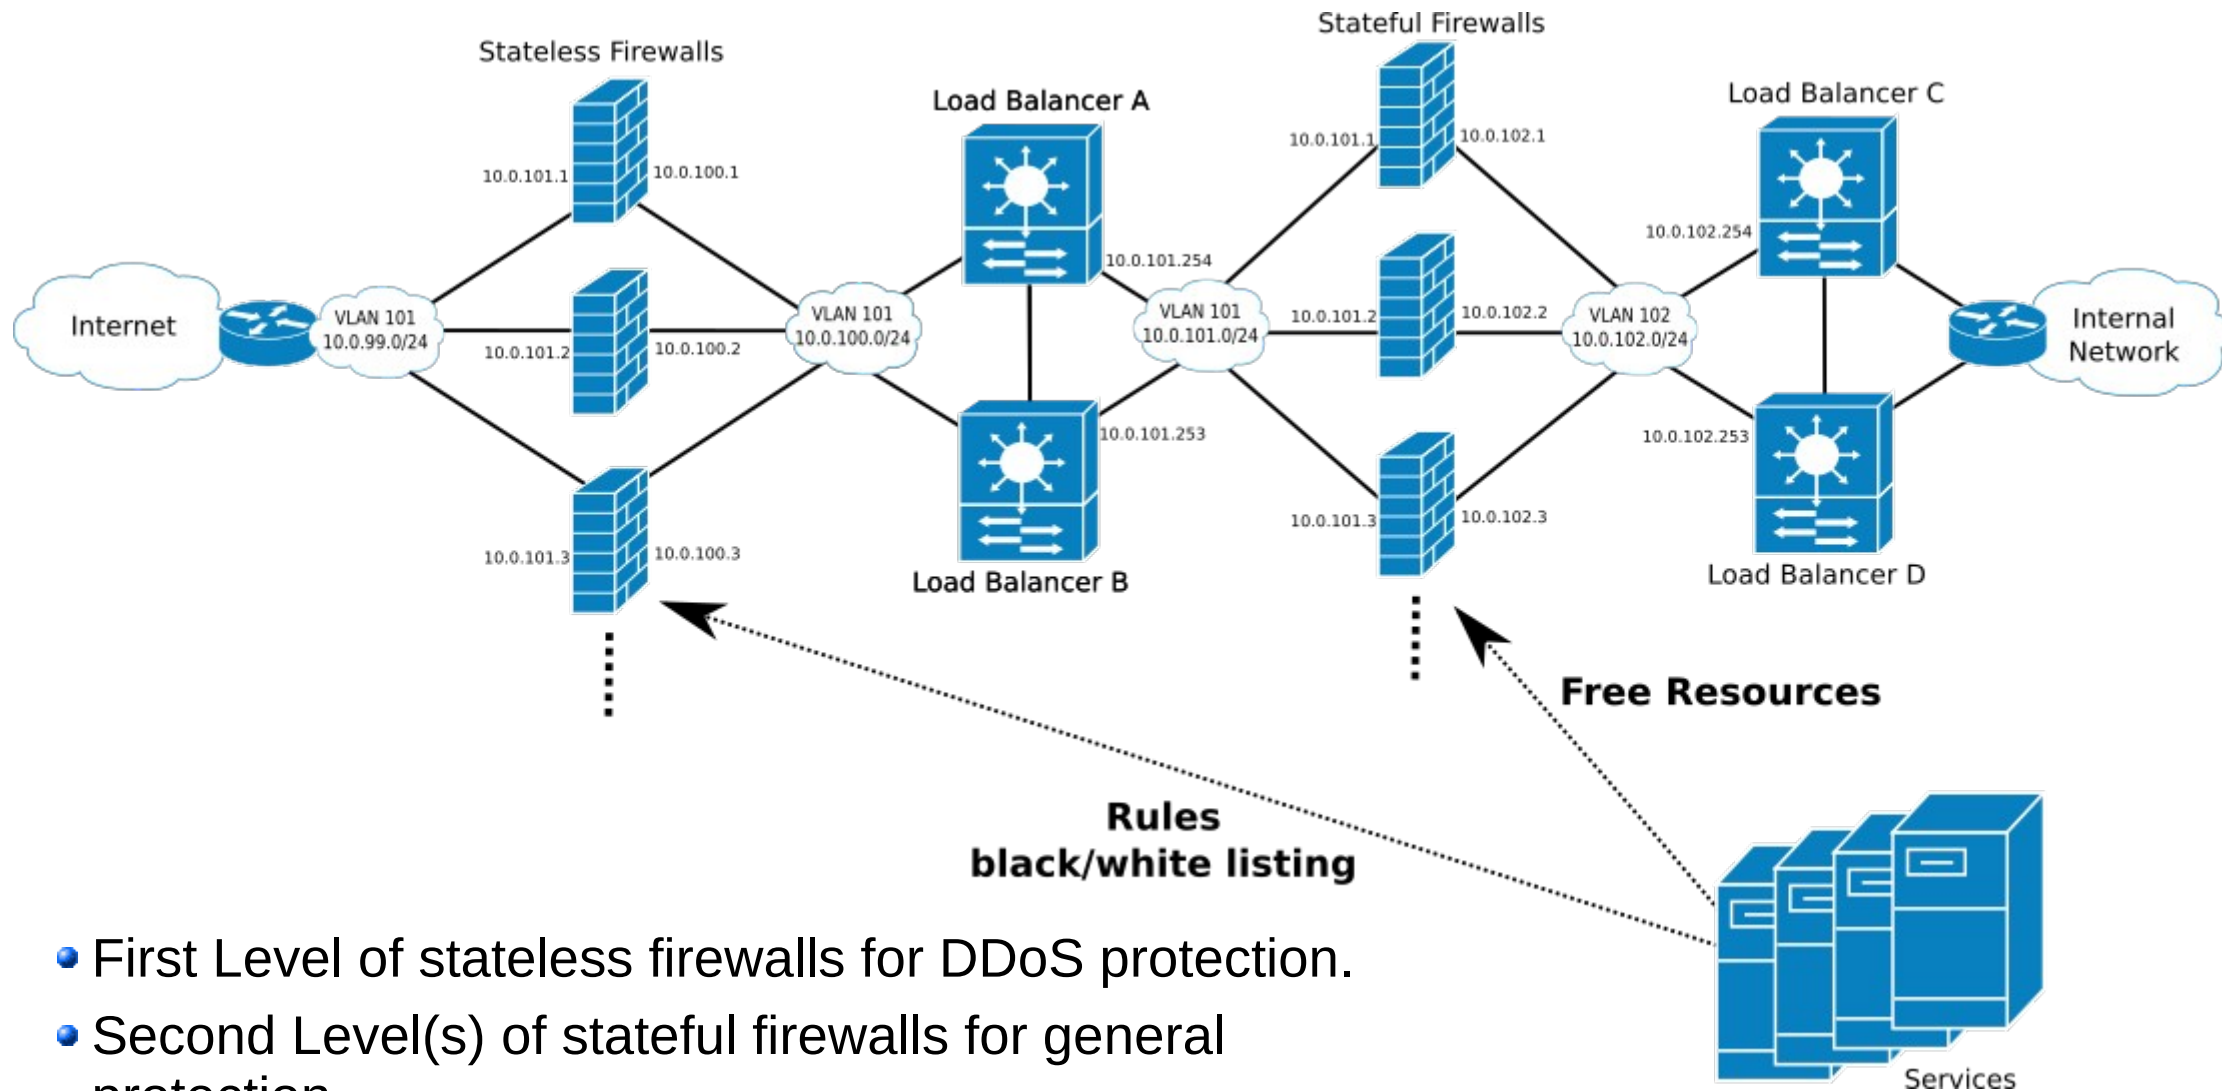 Stateful Firewalls
Stateless Firewalls
Load Balancer A
Load Balancer C
10.0.101.1
10.0.100.1
10.0.101.1
10.0.102.1
10.0.101.254
10.0.102.254
Internet
VLAN 101
10.0.99.0/24
10.0.101.2
10.0.100.2
VLAN 101
10.0.100.0/24
VLAN 101
10.0.101.0/24
10.0.101.2
10.0.102.2
VLAN 102
10.0.102.0/24
Internal
Network
10.0.101.253
10.0.102.253
10.0.101.3
10.0.100.3
10.0.101.3
10.0.102.3
Load Balancer B
Load Balancer D
Free Resources
Rules
black/white listing
First Level of stateless firewalls for DDoS protection.
Second Level(s) of stateful firewalls for general
protection
Services